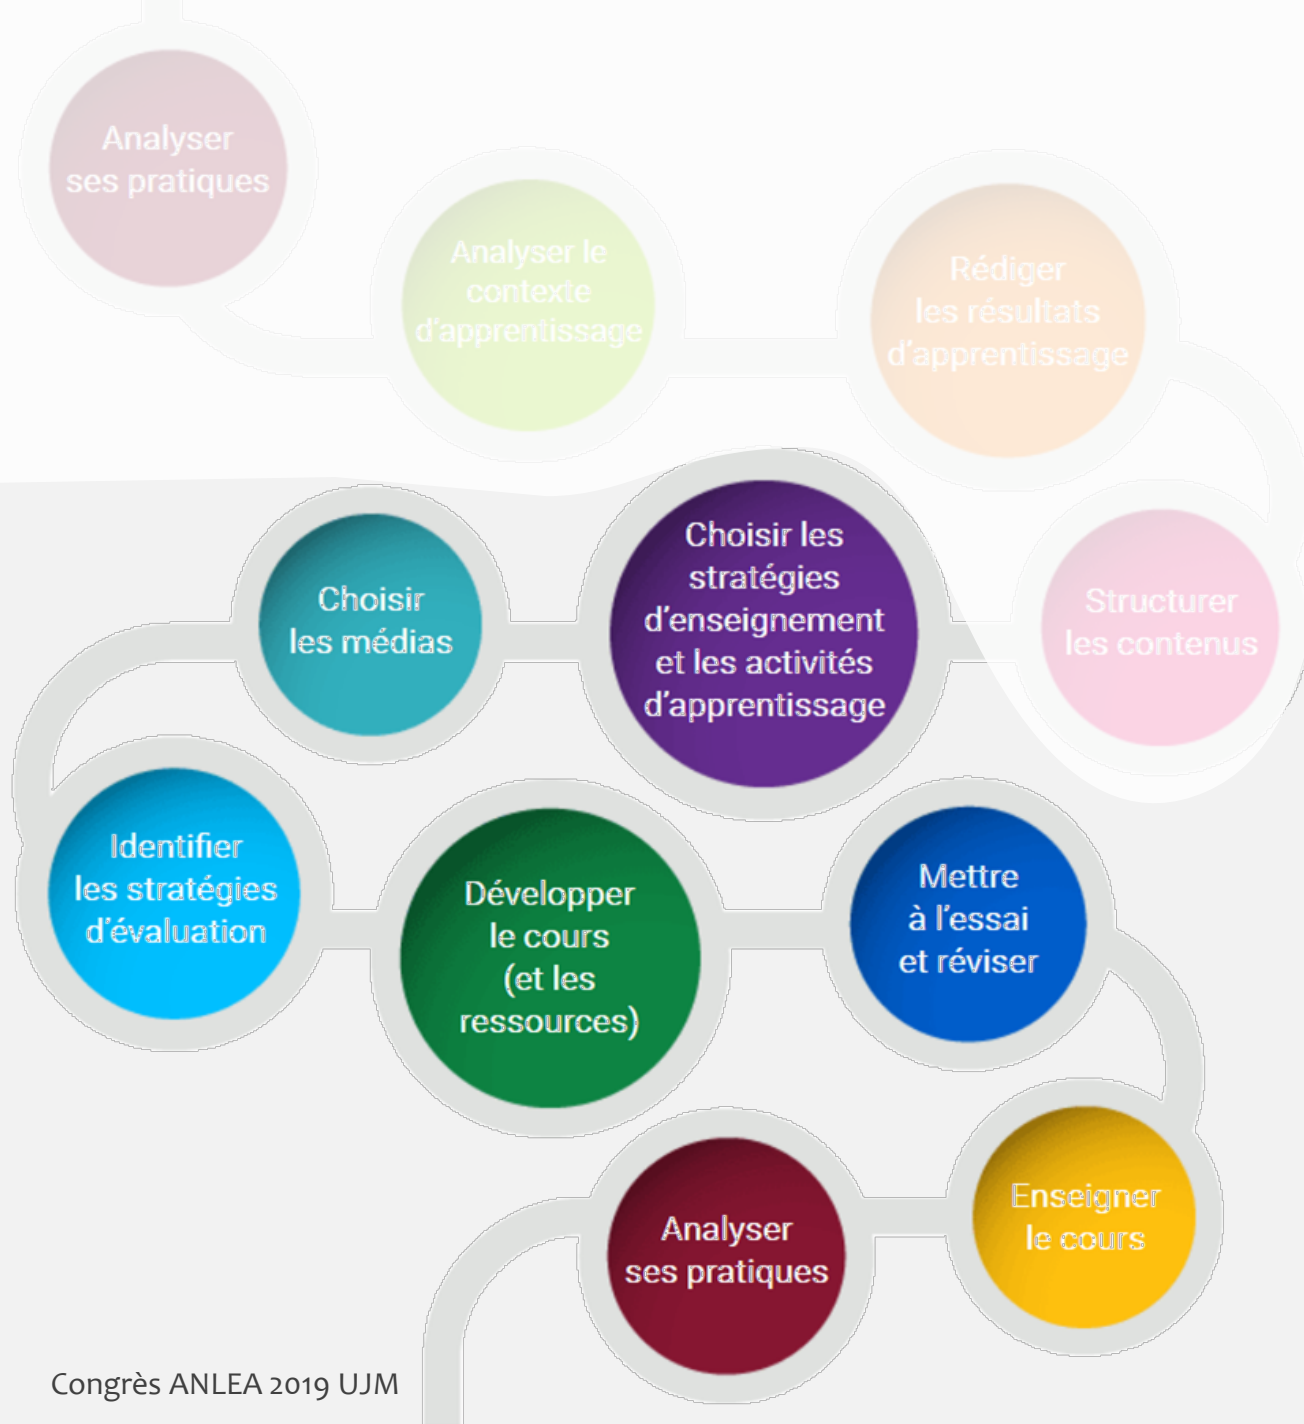 Analyser
ses pratiques
Analyser le
contexte
d'apprentissage
Rédiger
les résultats
d'apprentissage
Structurer
les contenus
Choisir les
stratégies
d'enseignement
et les activités
d'apprentissage
Choisir
les médias
Identifier
les stratégies
d'évaluation
Développer
le cours
(et les
ressources)
Mettre
à l'essai
et réviser
Enseigner
le cours
Analyser
ses pratiques
Congrès ANLEA 2019 UJM